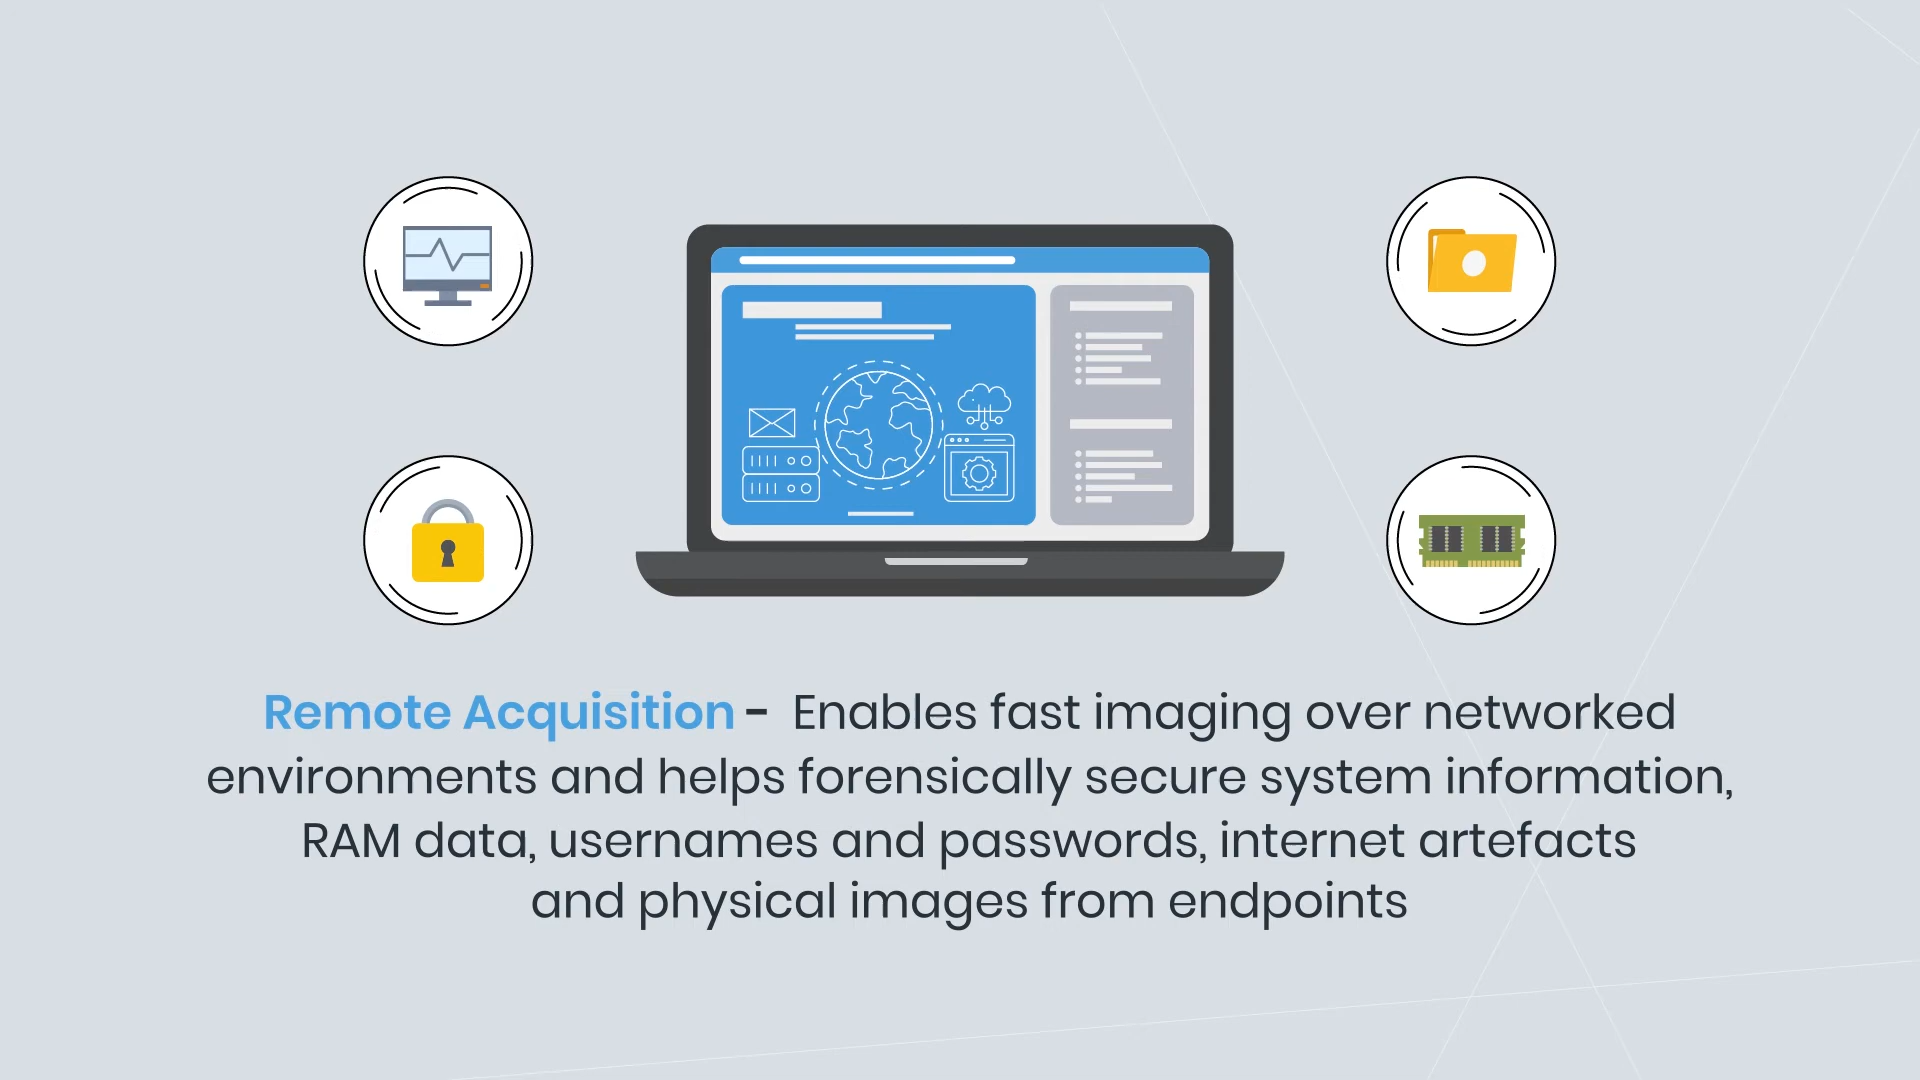 Remote Acquisition - Enables fast imaging over networked
environments and helps forensically secure system information,
RAM data, usernames and passwords, internet artefacts
and physical images from endpoints